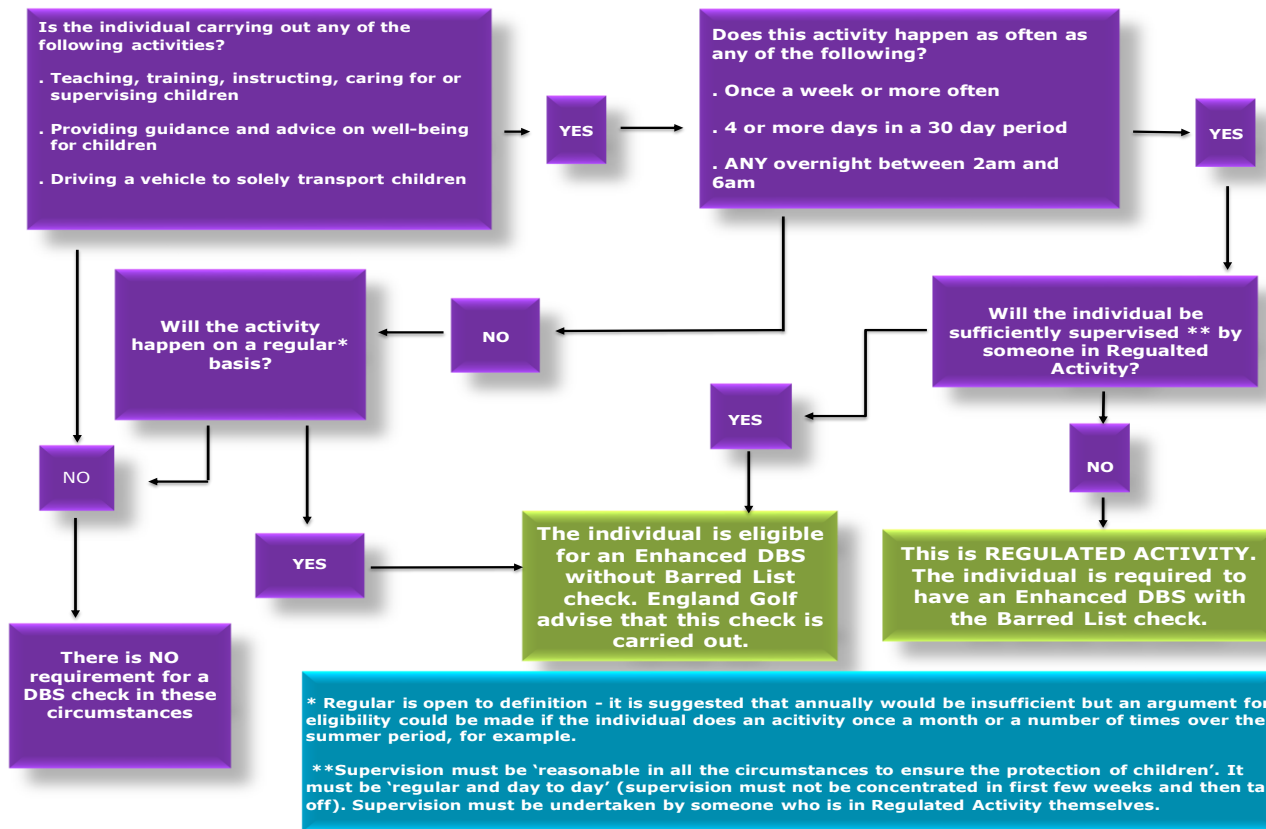 Is the individual carrying out any of the
following activities?
. Teaching, training, instructing, caring for or
supervising children
. Providing guidance and advice on well-being
for children
. Driving a vehicle to solely transport children
YES
Does this activity happen as often as
any of the following?
. Once a week or more often
. 4 or more days in a 30 day period
. ANY overnight between 2am and
6am
YES
Will the activity
happen on a regular*
basis?
NO
Will the individual be
sufficiently supervised ** by
someone in Regualted
Activity?
YES
NO
NO
YES
The individual is eligible
for an Enhanced DBS
without Barred List
check. England Golf
advise that this check is
carried out.
This is REGULATED ACTIVITY.
The individual is required to
have an Enhanced DBS with
the Barred List check.
There is NO
requirement for a
DBS check in these
circumstances
* Regular is open to definition - it is suggested that annually would be insufficient but an argument for
eligibility could be made if the individual does an acitivity once a month or a number of times over the
summer period, for example.
**Supervision must be ‘reasonable in all the circumstances to ensure the protection of children’. It
must be ‘regular and day to day’ (supervision must not be concentrated in first few weeks and then ta
off). Supervision must be undertaken by someone who is in Regulated Activity themselves.